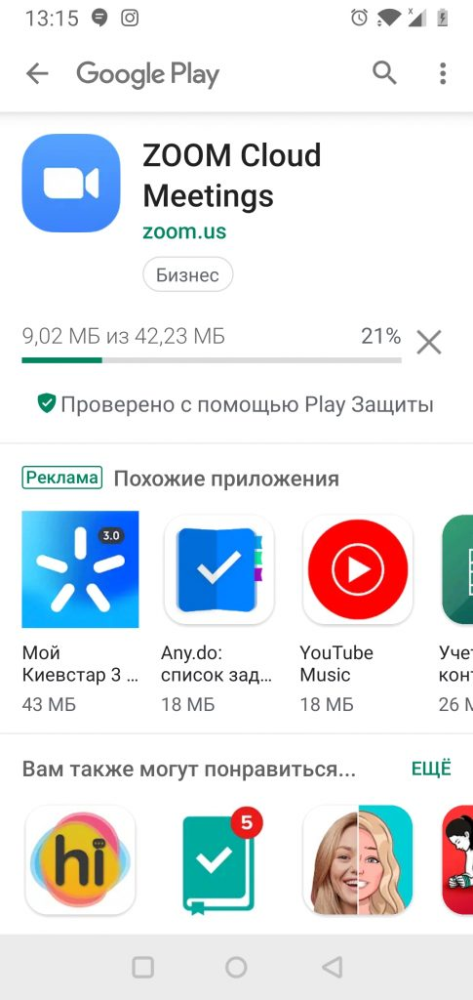 13:15
Google Play
ZOOM Cloud
Meetings
zoom.us
Бизнес
9,02 МБ из 42,23 МБ
21%
Проверено с помощью Play Защиты
Реклама
Похожие приложения
3.0
Мой
Киевстар 3 ...
43 МБ
Any.do:
список зад...
18 МБ
YouTube
Music
18 МБ
Учет
конт
26 М
Вам также могут понравиться...
ЕЩЁ
hi
5